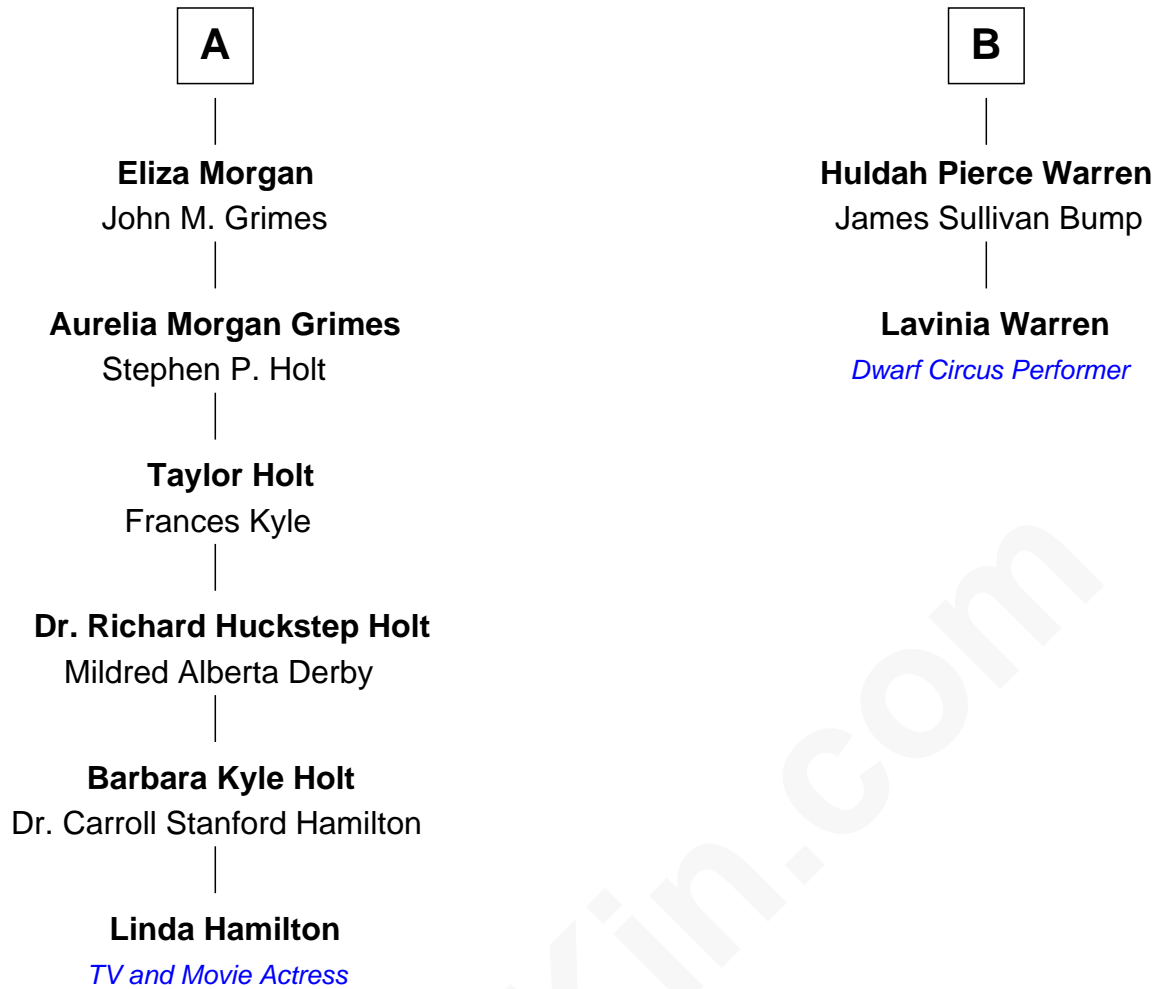 A
Eliza Morgan
John M. Grimes
Aurelia Morgan Grimes
Stephen P. Holt
Taylor Holt
Frances Kyle
Dr. Richard Huckstep Holt
Mildred Alberta Derby
Barbara Kyle Holt
Dr. Carroll Stanford Hamilton
Linda Hamilton
TV and Movie Actress
B
Huldah Pierce Warren
James Sullivan Bump
Lavinia Warren
Dwarf Circus Performer
Kin.com